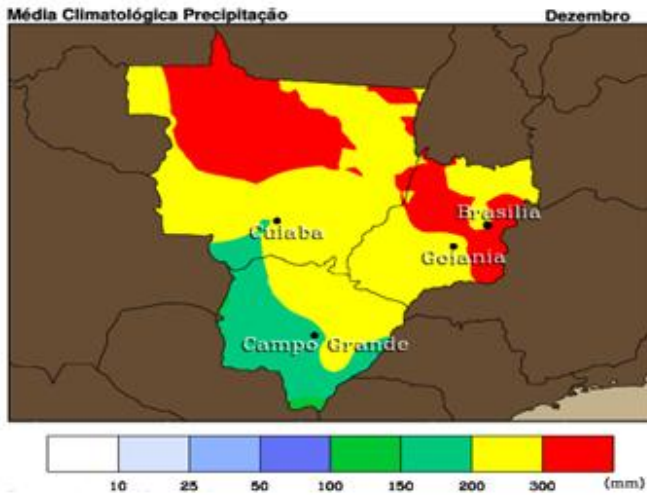 Média Climatológica Precipitação Dezembro
Brasilia
Cuiaba
Goiania
Campo Grande
10 25 50 100 150 200 300 (mm)